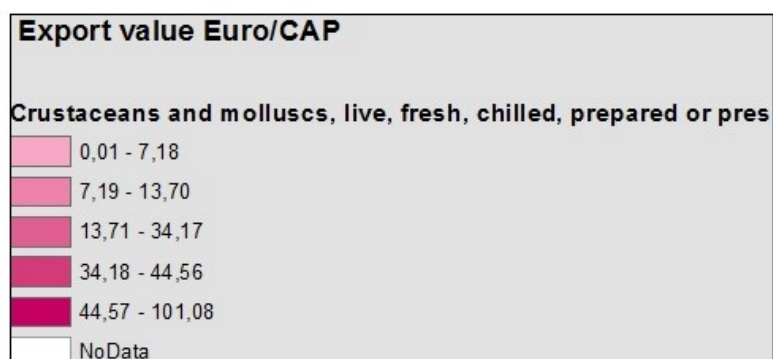 Export value Euro/CAP
Crustaceans and molluscs, live, fresh, chilled, prepared or pres
0,01 - 7,18
7,19 - 13,70
13,71 - 34,17
34,18 - 44,56
44,57 - 101,08
NoData